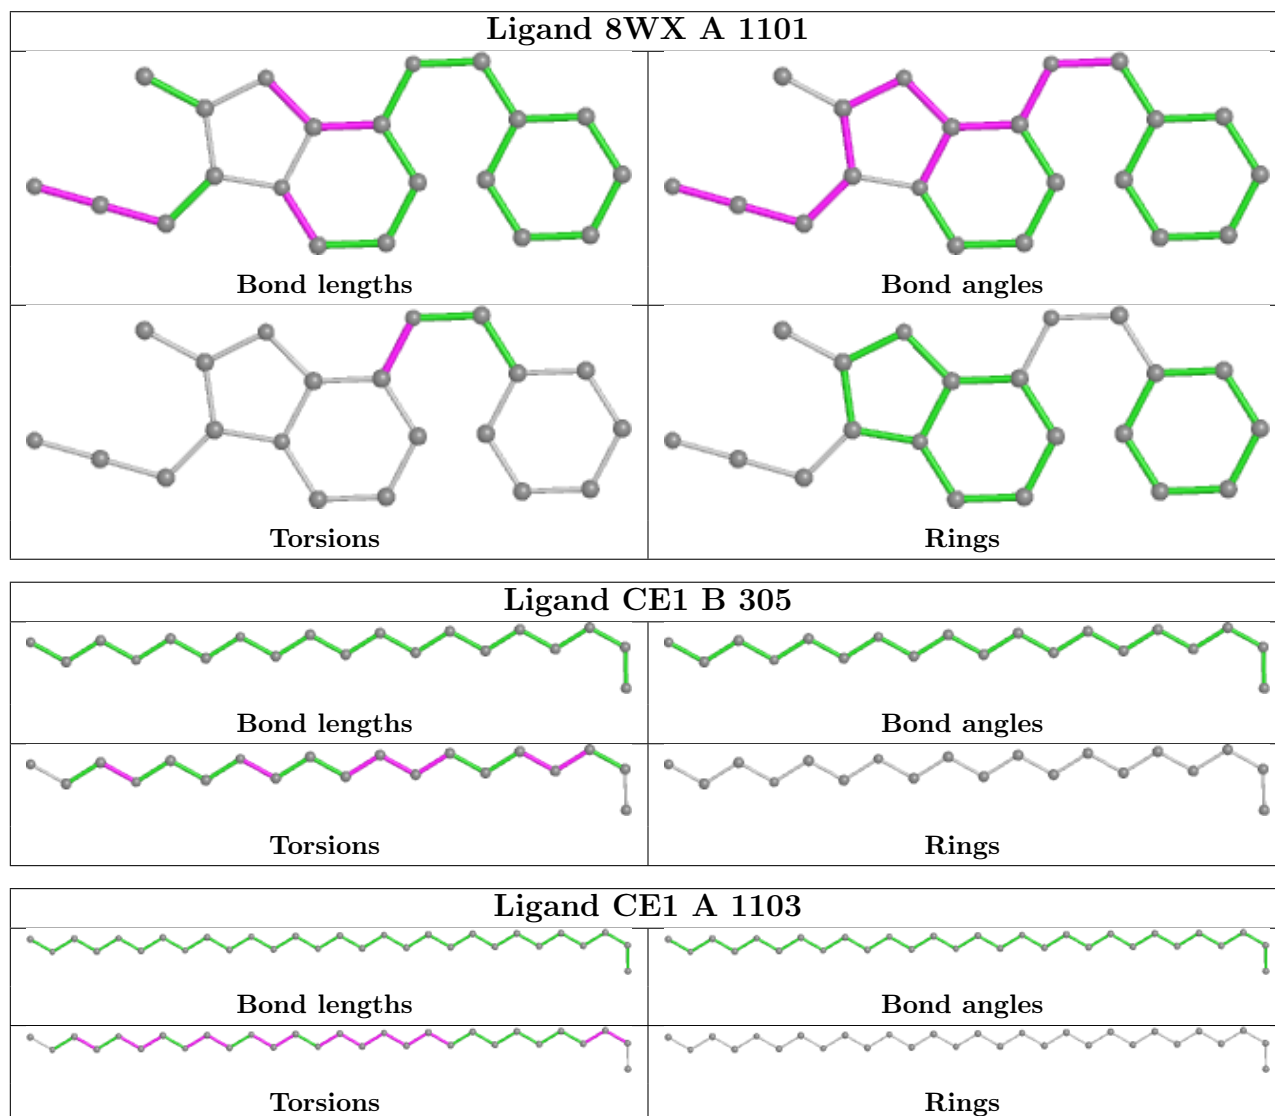 Ligand 8WX A 1101
Bond lengths
Bond angles
Torsions
Rings
Ligand CE1 B 305
Bond lengths
Bond angles
Torsions
Rings
Ligand CE1 A 1103
Bond lengths
Bond angles
Torsions
Rings